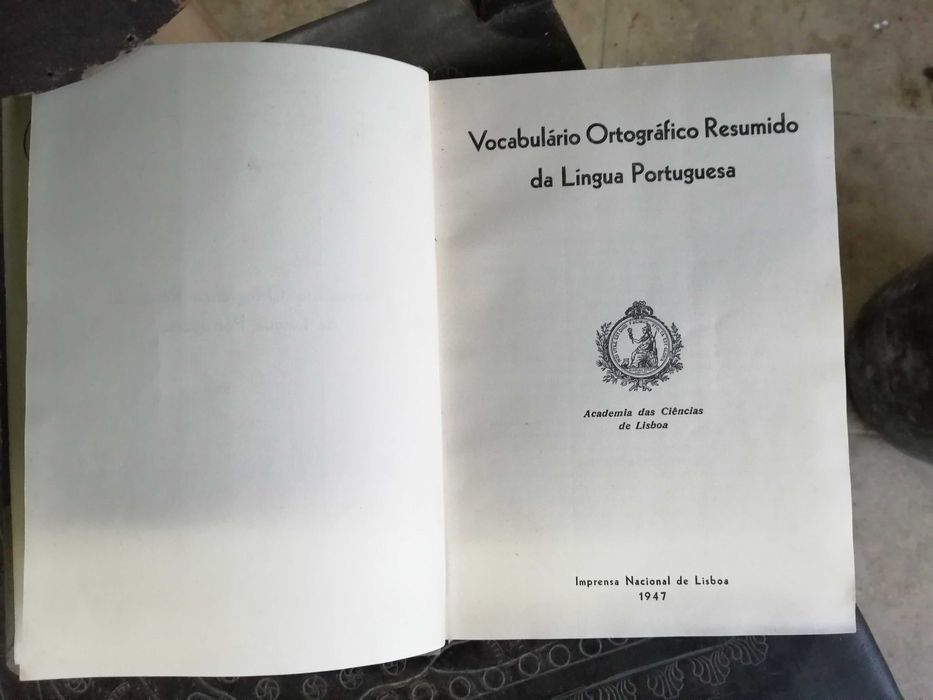 Vocabulário Ortográfico Resumido
da Língua Portuguesa
Academia das Ciências
de Lisboa
Imprensa Nacional de Lisboa
1947